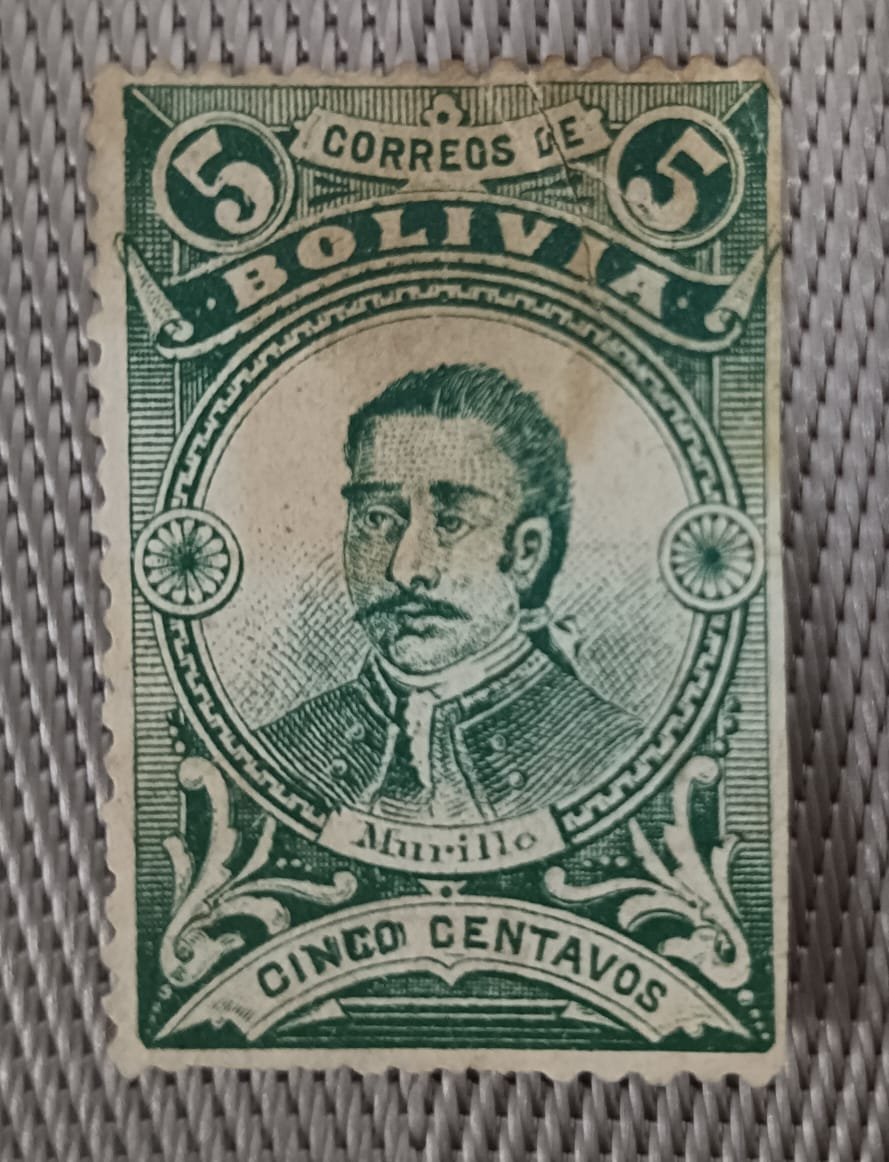 5 CORREOS DE 5
BOLIVIA
Murillo
CINCO CENTAVOS